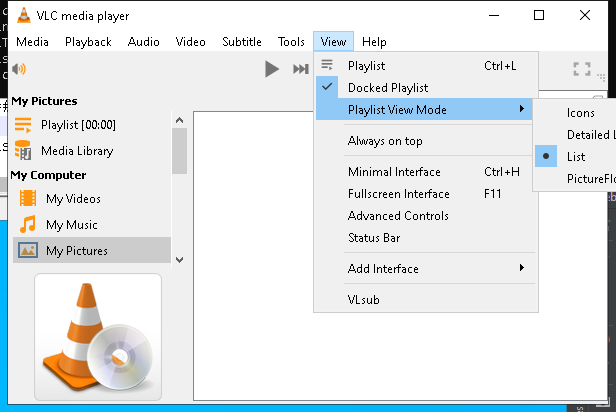 VLC media player
Media Playback Audio Video Subtitle Tools View Help
My Pictures
Playlist [00:00]
Media Library
My Computer
My Videos
My Music
My Pictures
Playlist Ctrl+L
Docked Playlist
Playlist View Mode
Always on top
Minimal Interface Ctrl+H
Fullscreen Interface F11
Advanced Controls
Status Bar
Add Interface
VLsub
Icons
Detailed L
List
PictureFlo